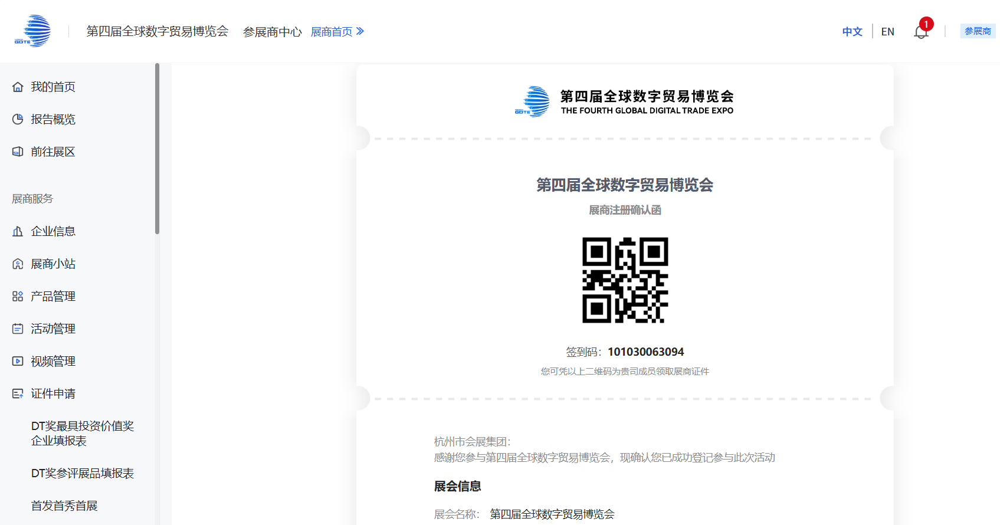 GDTE
第四届全球数字贸易博览会
参展商中心
展商首页
中文
EN
1
参展商
我的首页
报告概览
前往展区
展商服务
企业信息
展商小站
产品管理
活动管理
视频管理
证件申请
DT奖最具投资价值奖
企业填报表
DT奖参评展品填报表
首发首秀首展
GDTE
第四届全球数字贸易博览会
THE FOURTH GLOBAL DIGITAL TRADE EXPO
第四届全球数字贸易博览会
展商注册确认函
签到码：101030063094
您可凭以上二维码为贵司成员领取展商证件
杭州市会展集团：
感谢您参与第四届全球数字贸易博览会，现确认您已成功登记参与此次活动
展会信息
展会名称： 第四届全球数字贸易博览会